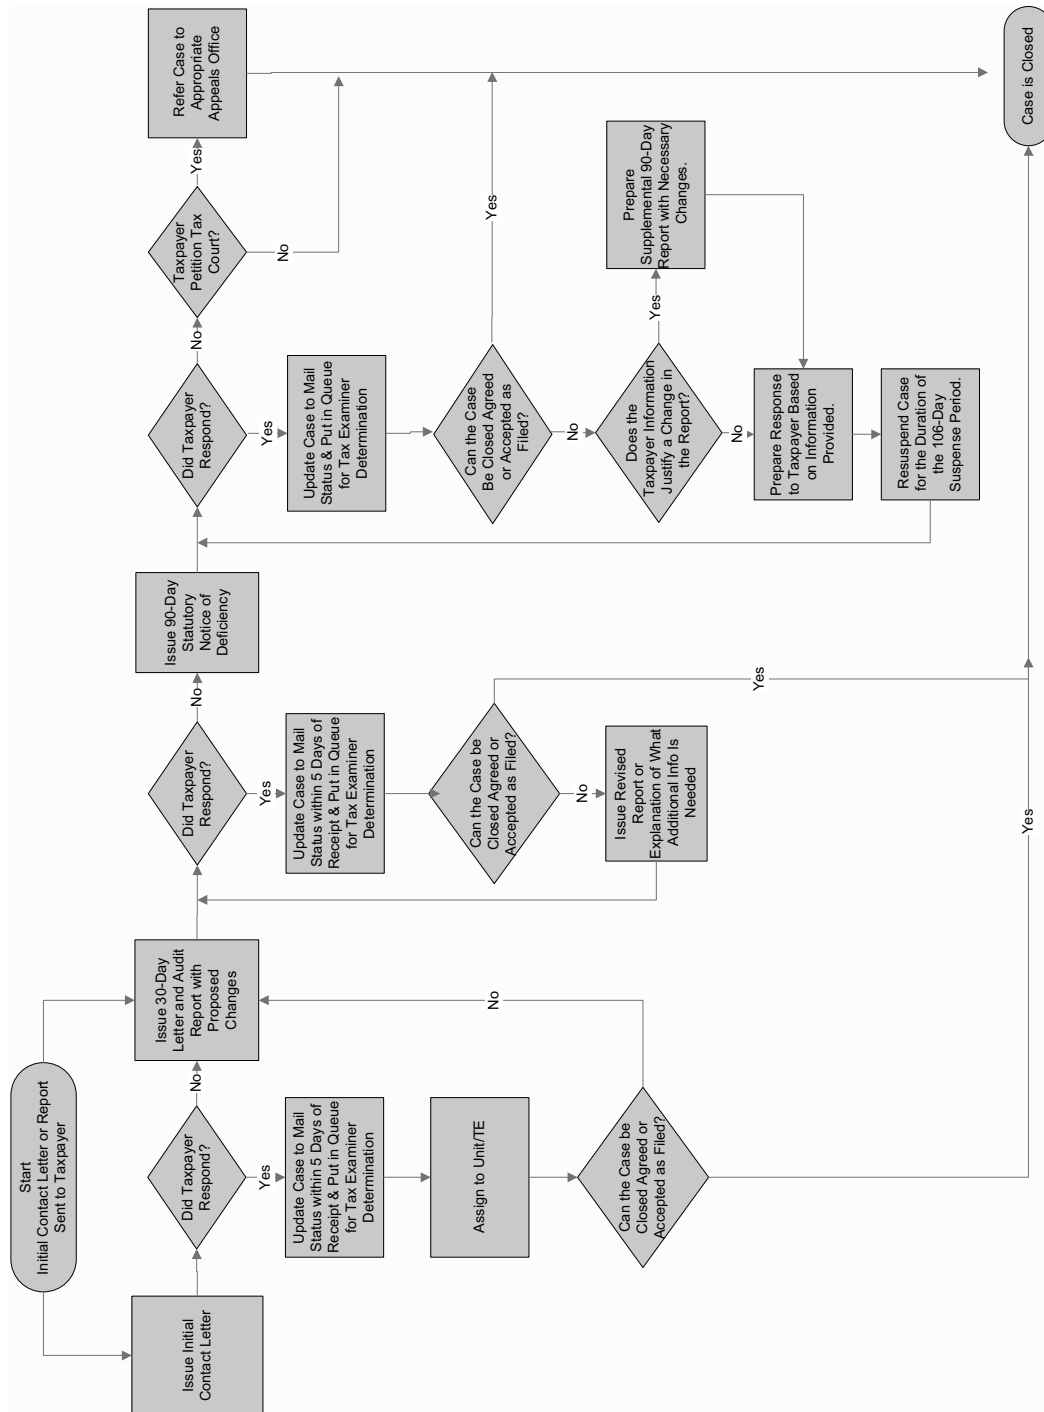 Start
Initial Contact Letter or Report
Sent to Taxpayer
Issue Initial
Contact Letter
Did Taxpayer
Respond?
No
Yes
Update Case to Mail
Status within 5 Days of
Receipt & Put in Queue
for Tax Examiner
Determination
Assign to Unit/TE
Can the Case be
Closed Agreed or
Accepted as Filed?
No
Yes
Issue 30-Day
Letter and Audit
Report with
Proposed
Changes
Did Taxpayer
Respond?
No
Yes
Update Case to Mail
Status within 5 Days of
Receipt & Put in Queue
for Tax Examiner
Determination
Can the Case be
Closed Agreed or
Accepted as Filed?
Yes
No
Issue Revised
Report or
Explanation of What
Additional Info Is
Needed
Issue 90-Day
Statutory
Notice of
Deficiency
Did Taxpayer
Respond?
No
Yes
Update Case to Mail
Status & Put in Queue
for Tax Examiner
Determination
Can the Case
Be Closed Agreed
or Accepted as
Filed?
Yes
No
Does the
Taxpayer Information
Justify a Change in
the Report?
Yes
No
Prepare
Supplemental 90-Day
Report with Necessary
Changes.
Prepare Response
to Taxpayer Based
on Information
Provided.
Resuspend Case
for the Duration of
the 106-Day
Suspense Period.
Taxpayer
Petition Tax
Court?
Yes
No
Refer Case to
Appropriate
Appeals Office
Case is Closed